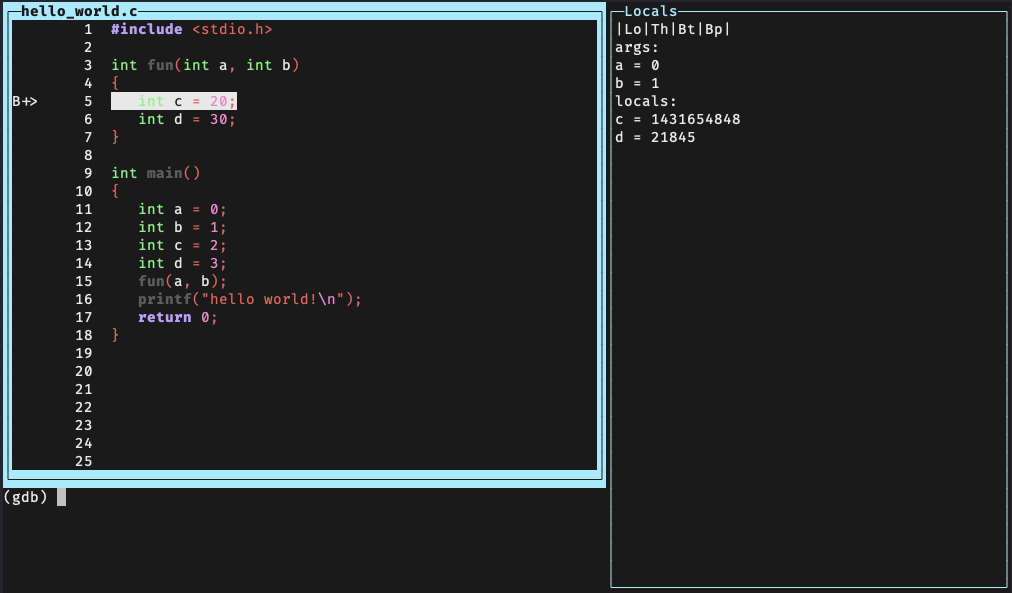 hello_world.c
1 #include <stdio.h>
2
3 int fun(int a, int b)
4 {
B+> 5    int c = 20;
6    int d = 30;
7 }
8
9 int main()
10 {
11    int a = 0;
12    int b = 1;
13    int c = 2;
14    int d = 3;
15    fun(a, b);
16    printf("hello world!\n");
17    return 0;
18 }
19
20
21
22
23
24
25
(gdb)
Locals
|Lo|Th|Bt|Bp|
args:
a = 0
b = 1
locals:
c = 1431654848
d = 21845